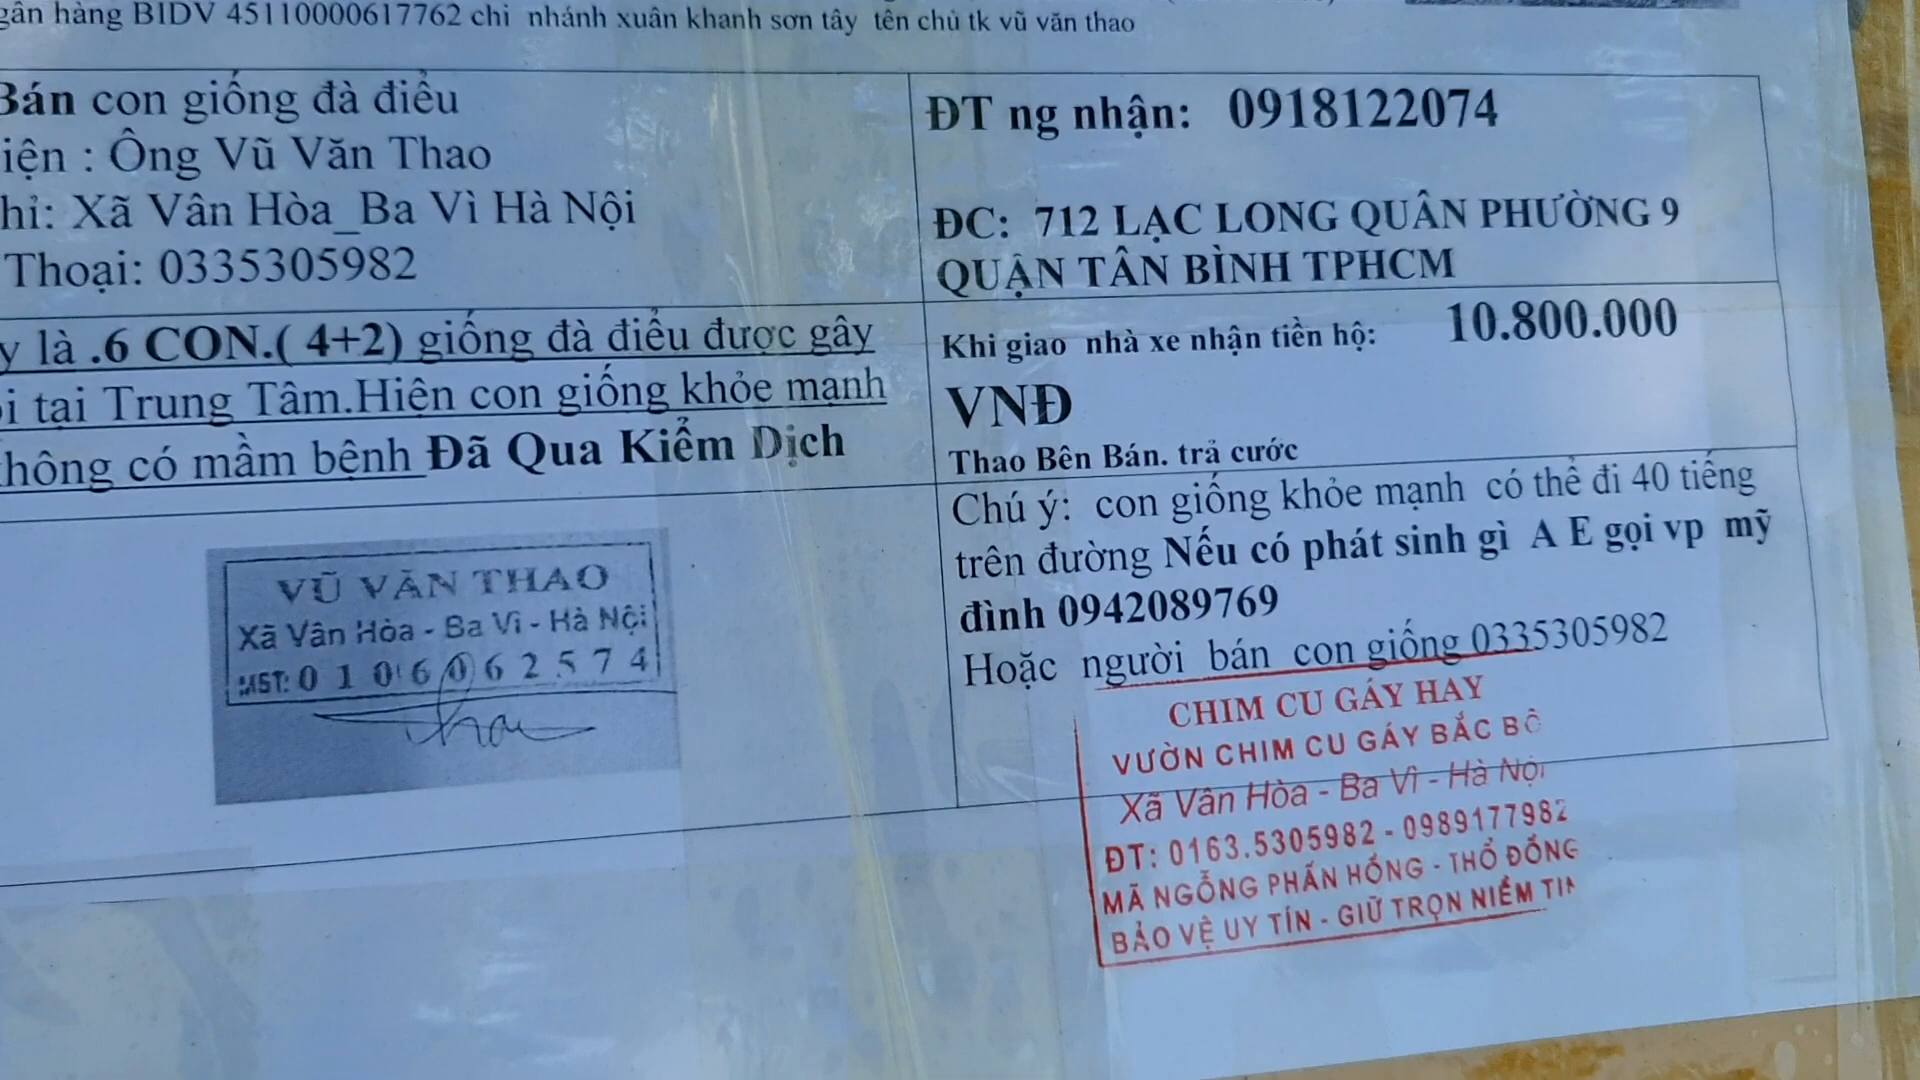 gân hàng BIDV 45110000617762 chi nhánh xuân khanh sơn tây tên chủ tk vũ văn thao
Bán con giống đà điểu
iện : Ông Vũ Văn Thao
hỉ: Xã Vân Hòa_Ba Vì Hà Nội
Thoại: 0335305982
ĐT ng nhận: 0918122074
ĐC: 712 LẠC LONG QUÂN PHƯỜNG 9
QUẬN TÂN BÌNH TPHCM
y là .6 CON.( 4+2) giống đà điểu được gây
i tại Trung Tâm.Hiện con giống khỏe mạnh
hông có mầm bệnh Đã Qua Kiểm Dịch
Khi giao nhà xe nhận tiền hộ: 10.800.000
VNĐ
Thao Bên Bán. trả cước
VŨ VĂN THAO
Xã Vân Hòa - Ba Vì - Hà Nội
MST: 0106062574
Chú ý: con giống khỏe mạnh có thể đi 40 tiếng
trên đường Nếu có phát sinh gì A E gọi vp mỹ
đình 0942089769
Hoặc người bán con giống 0335305982
CHIM CU GÁY HAY
VƯỜN CHIM CU GÁY BẮC BỘ
Xã Vân Hòa - Ba Vì - Hà Nội
ĐT: 0163.5305982 - 0989177982
MÃ NGỖNG PHẤN HỒNG - THỔ ĐỒNG
BẢO VỆ UY TÍN - GIỮ TRỌN NIỀM TIN